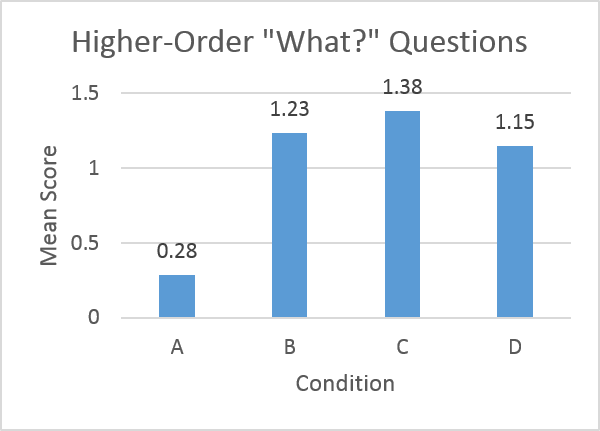 Higher-Order "What?" Questions
1.5
1
0.5
0
Mean Score
0.28
1.23
1.38
1.15
A
B
C
D
Condition